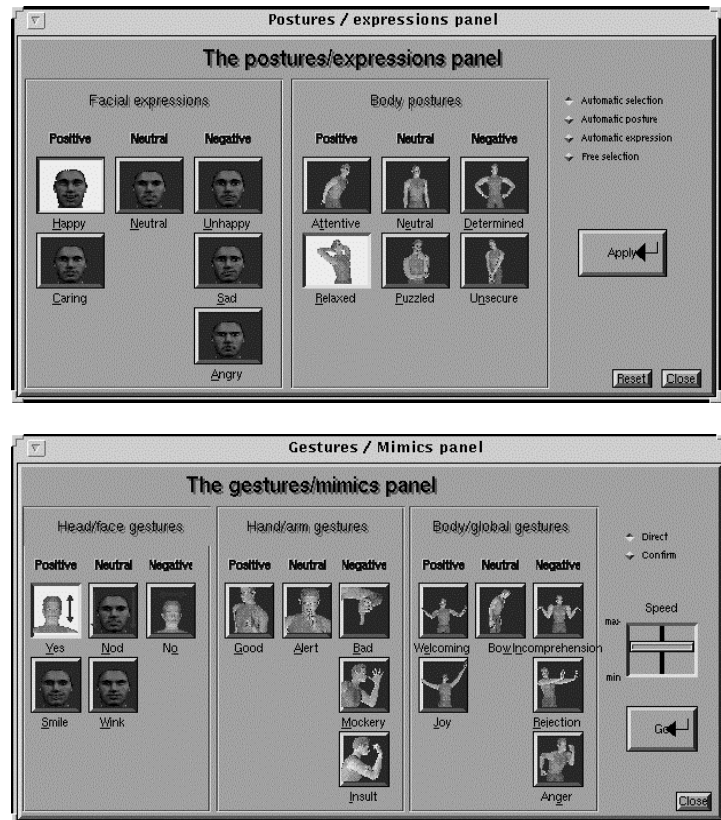 Postures / expressions panel
The postures/expressions panel
Facial expressions
Positive Neutral Negative
Happy Neutral Unhappy
Caring Sad
Angry
Body postures
Positive Neutral Negative
Attentive Neutral Determined
Relaxed Puzzled Unsecure
Automatic selection
Automatic posture
Automatic expression
Free selection
Apply
Reset Close
Gestures / Mimics panel
The gestures/mimics panel
Head/face gestures
Positive Neutral Negative
Yes Nod No
Smile Wink
Hand/arm gestures
Positive Neutral Negative
Good Alert Bad
Mockery
Insult
Body/global gestures
Positive Neutral Negative
Welcoming Bow Incomprehension
Joy Rejection
Anger
Direct
Confirm
Speed
max
min
Go
Close